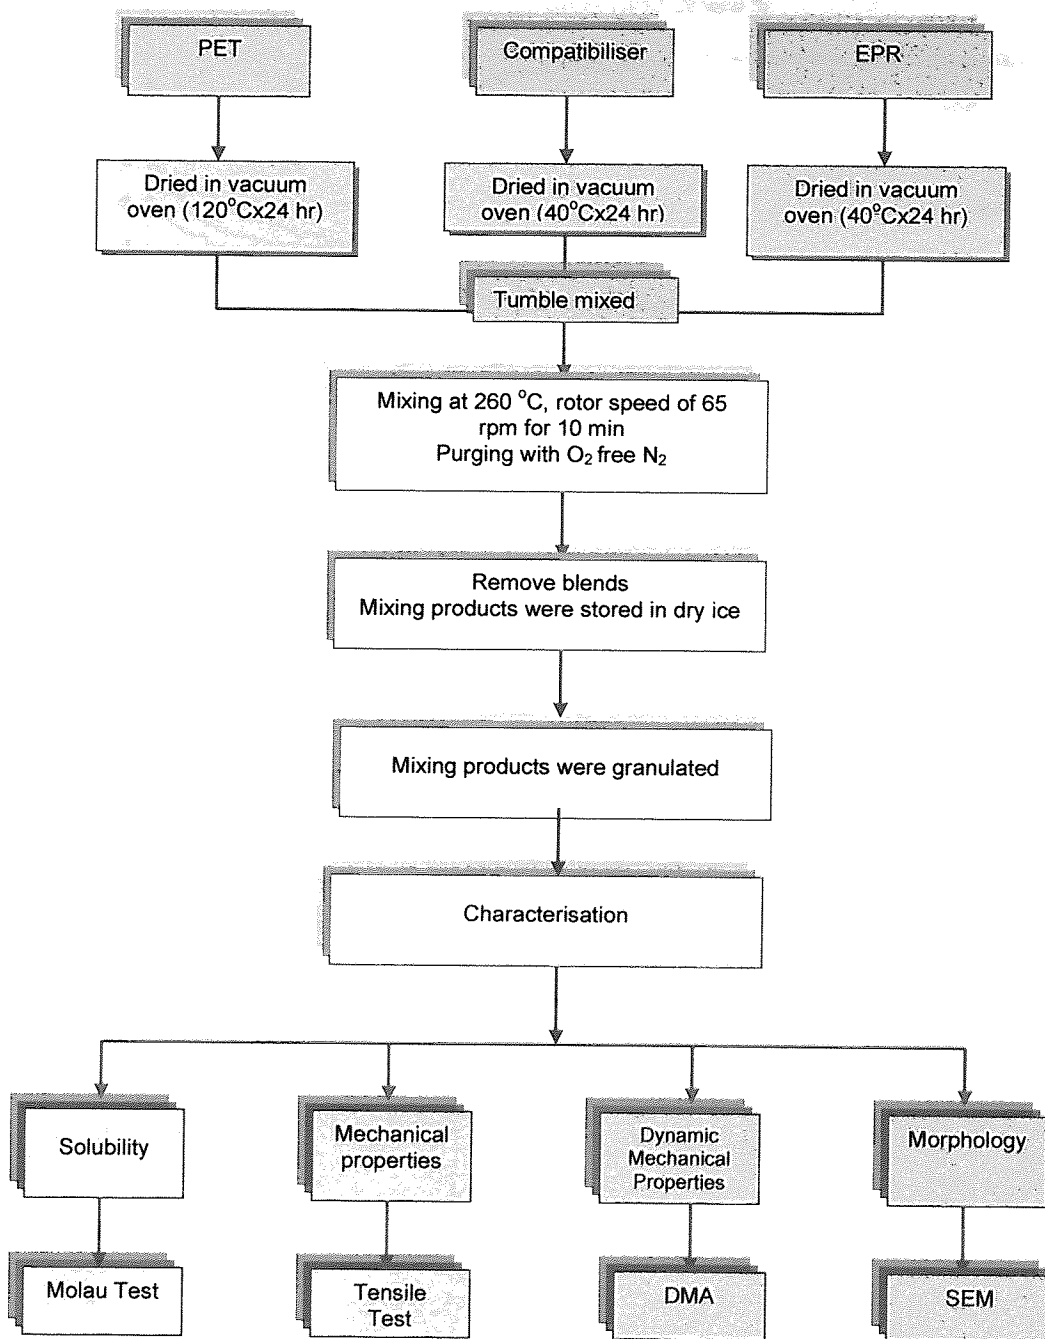 PET
Compatibiliser
EPR
Dried in vacuum
oven (120°Cx24 hr)
Dried in vacuum
oven (40°Cx24 hr)
Dried in vacuum
oven (40°Cx24 hr)
Tumble mixed
Mixing at 260 °C, rotor speed of 65
rpm for 10 min
Purging with O₂ free N₂
Remove blends
Mixing products were stored in dry ice
Mixing products were granulated
Characterisation
Solubility
Mechanical
properties
Dynamic
Mechanical
Properties
Morphology
Molau Test
Tensile
Test
DMA
SEM